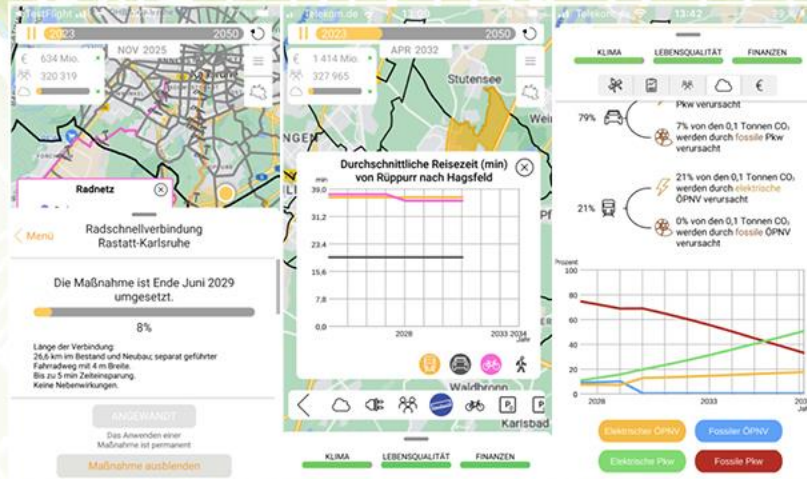 TestFlight
2023
2050
€ 634 Mio.
320 319
NOV 2025
Radnetz
Menü
Radschnellverbindung
Rastatt-Karlsruhe
Die Maßnahme ist Ende Juni 2029
umgesetzt.
8%
Länge der Verbindung:
26,6 km im Bestand und Neubau; separat geführter
Fahrradweg mit 4 m Breite.
Bis zu 5 min Zeiteinsparung.
Keine Nebenwirkungen.
ANGEWANDT
Das Anwenden einer
Maßnahme ist permanent
Maßnahme ausblenden
Telekom.de
13:09
2023
2050
€ 1 414 Mio.
327 965
APR 2032
Stutensee
Durchschnittliche Reisezeit (min)
von Rüppurr nach Hagsfeld
min
39,0
31,2
23,4
15,6
7,8
0,0
2028
2033 2034
Jahr
Waldbronn
Karlsbad
KLIMA
LEBENSQUALITÄT
FINANZEN
Telekom.de
13:42
KLIMA
LEBENSQUALITÄT
FINANZEN
€
Pkw verursacht
79%
7% von den 0,1 Tonnen CO₂
werden durch fossile Pkw
verursacht
21% von den 0,1 Tonnen CO₂
werden durch elektrische
ÖPNV verursacht
21%
0% von den 0,1 Tonnen CO₂
werden durch fossile ÖPNV
verursacht
Prozent
100
80
60
40
20
0
2028
2033
Elektrischer ÖPNV
Fossiler ÖPNV
Elektrische Pkw
Fossile Pkw